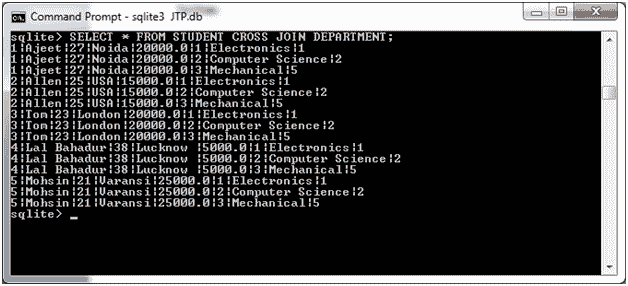 Command Prompt - sqlite3 JTP.db
sqlite> SELECT * FROM STUDENT CROSS JOIN DEPARTMENT;
1|Ajeet|27|Noida|20000.0|1|Electronics|1
1|Ajeet|27|Noida|20000.0|2|Computer Science|2
1|Ajeet|27|Noida|20000.0|3|Mechanical|5
2|Allen|25|USA|15000.0|1|Electronics|1
2|Allen|25|USA|15000.0|2|Computer Science|2
2|Allen|25|USA|15000.0|3|Mechanical|5
3|Tom|23|London|20000.0|1|Electronics|1
3|Tom|23|London|20000.0|2|Computer Science|2
3|Tom|23|London|20000.0|3|Mechanical|5
4|Lal Bahadur|38|Lucknow |5000.0|1|Electronics|1
4|Lal Bahadur|38|Lucknow |5000.0|2|Computer Science|2
4|Lal Bahadur|38|Lucknow |5000.0|3|Mechanical|5
5|Mohsin|21|Varansi|25000.0|1|Electronics|1
5|Mohsin|21|Varansi|25000.0|2|Computer Science|2
5|Mohsin|21|Varansi|25000.0|3|Mechanical|5
sqlite> _